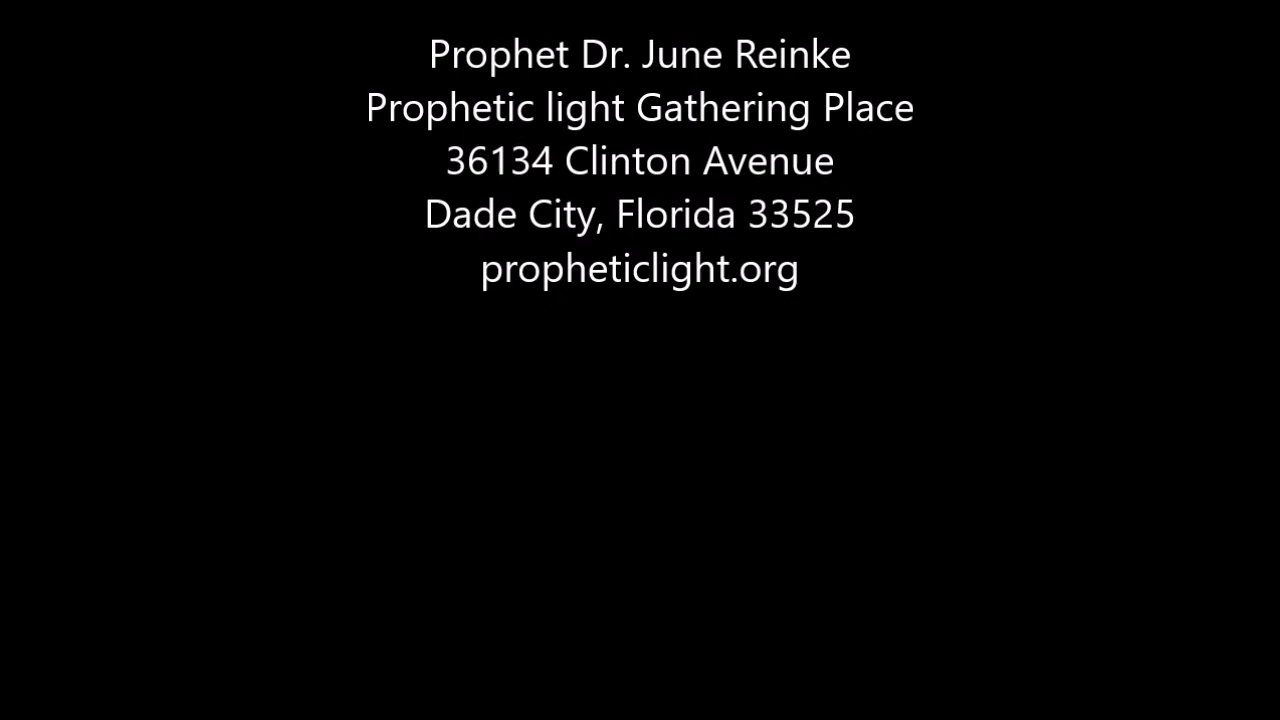 Prophet Dr. June Reinke
Prophetic light Gathering Place
36134 Clinton Avenue
Dade City, Florida 33525
propheticlight.org